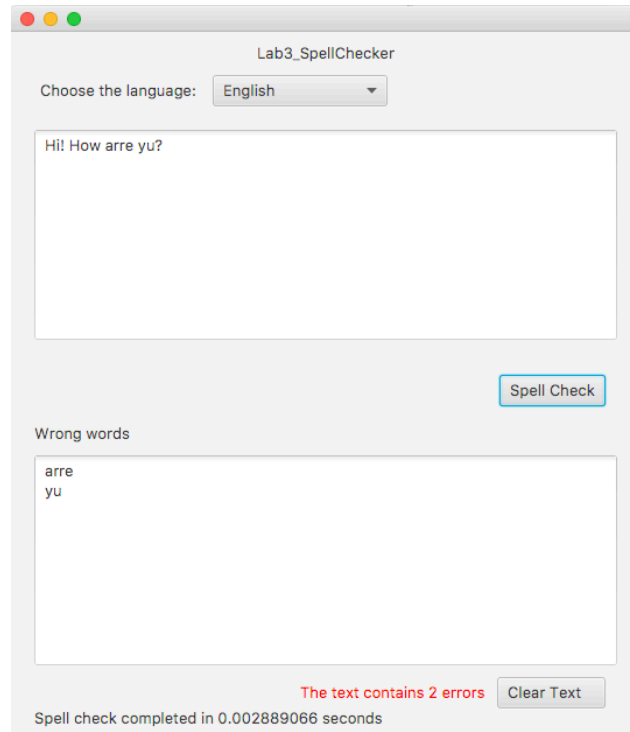 Lab3_SpellChecker
Choose the language: English
Hi! How arre yu?
Spell Check
Wrong words
arre
yu
The text contains 2 errors Clear Text
Spell check completed in 0.002889066 seconds